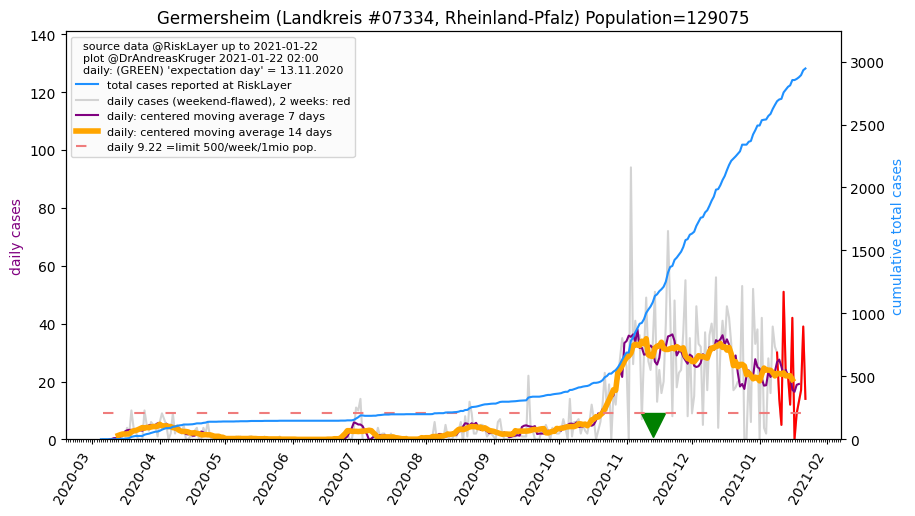 Germersheim (Landkreis #07334, Rheinland-Pfalz) Population=129075
source data @RiskLayer up to 2021-01-22
plot @DrAndreasKruger 2021-01-22 02:00
daily: (GREEN) 'expectation day' = 13.11.2020
total cases reported at RiskLayer
daily cases (weekend-flawed), 2 weeks: red
daily: centered moving average 7 days
daily: centered moving average 14 days
daily 9.22 =limit 500/week/1mio pop.
daily cases
140
120
100
80
60
40
20
0
cumulative total cases
3000
2500
2000
1500
1000
500
0
2020-03
2020-04
2020-05
2020-06
2020-07
2020-08
2020-09
2020-10
2020-11
2020-12
2021-01
2021-02